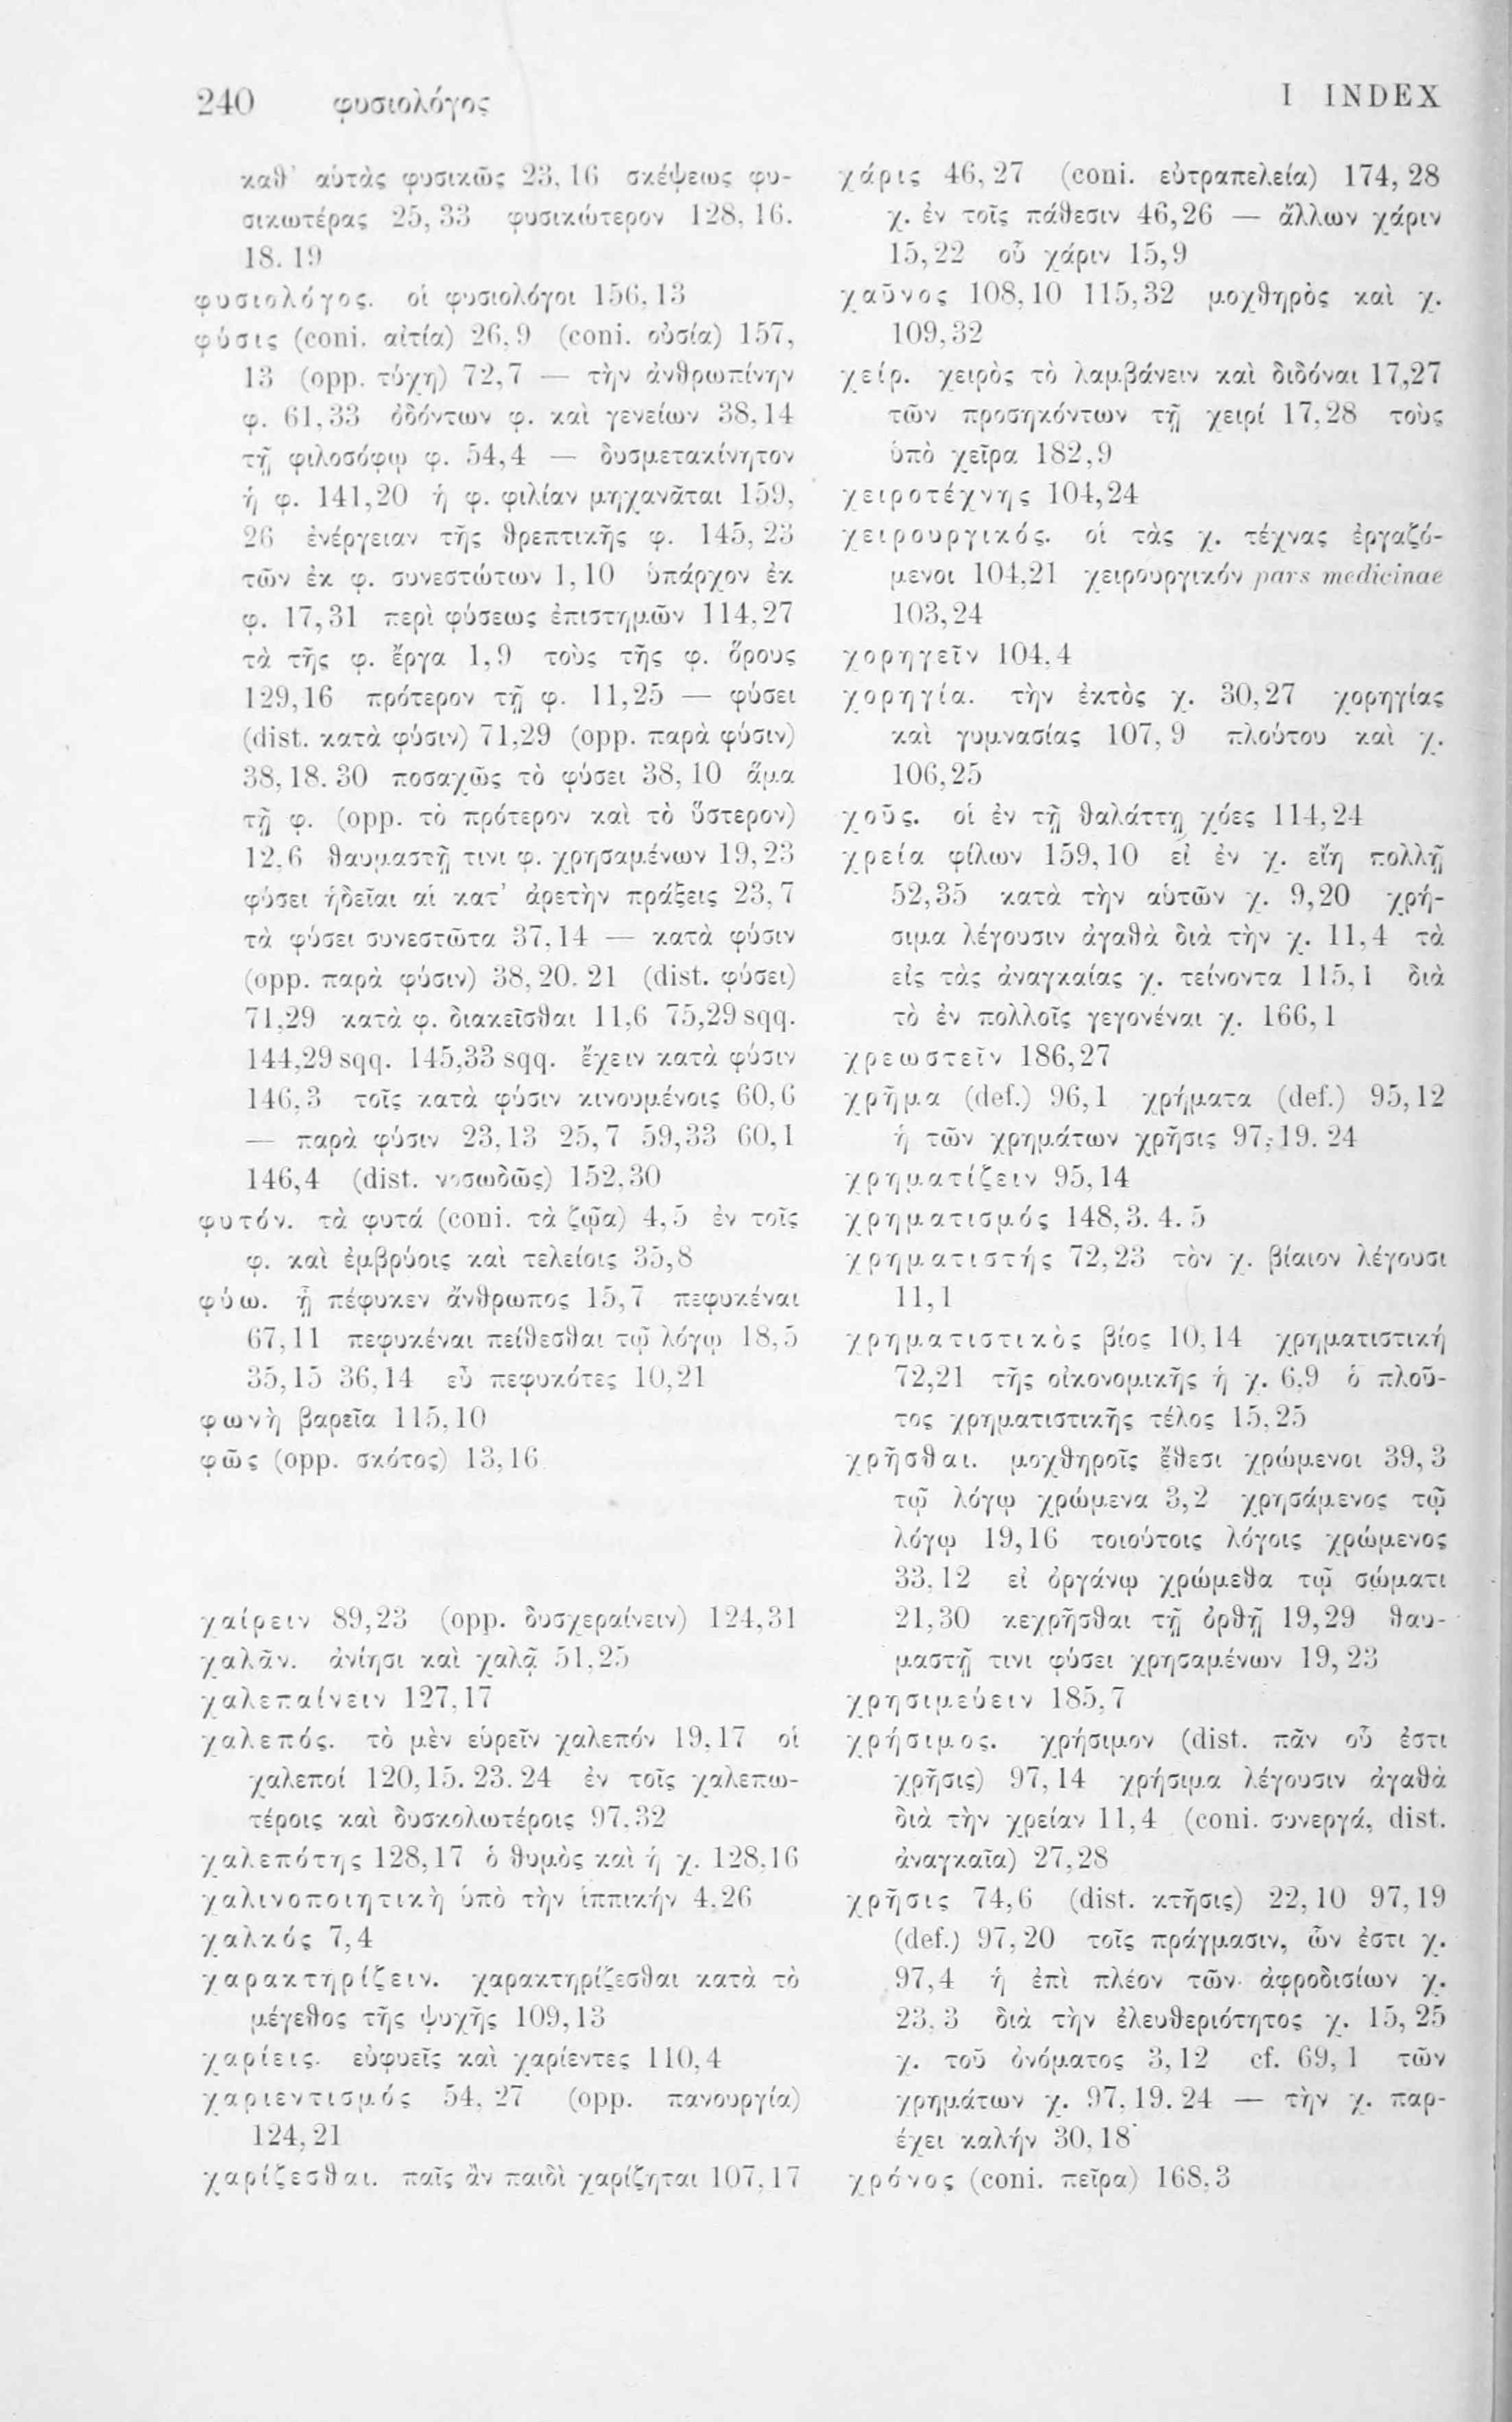 240 φυσιολόγος
I INDEX
καθ' αὑτὰς φυσικῶς 23,16 σκέψεως φυ-
σικωτέρας 25,33 φυσικώτερον 128,16.
18.19
φυσιολόγος. οἱ φυσιολόγοι 156,13
φύσις (coni. αἰτία) 26,9 (coni. οὐσία) 157,
13 (opp. τύχη) 72,7 — τὴν ἀνθρωπίνην
φ. 61,33 ὀδόντων φ. καὶ γενείων 38,14
τῇ φιλοσόφῳ φ. 54,4 — δυσμετακίνητον
ἡ φ. 141,20 ἡ φ. φιλίαν μηχανᾶται 159,
26 ἐνέργειαν τῆς θρεπτικῆς φ. 145,23
τῶν ἐκ φ. συνεστώτων 1,10 ὑπάρχον ἐκ
φ. 17,31 περὶ φύσεως ἐπιστημῶν 114,27
τὰ τῆς φ. ἔργα 1,9 τοὺς τῆς φ. ὅρους
129,16 πρότερον τῇ φ. 11,25 — φύσει
(dist. κατὰ φύσιν) 71,29 (opp. παρὰ φύσιν)
38,18.30 ποσαχῶς τὸ φύσει 38,10 ἅμα
τῇ φ. (opp. τὸ πρότερον καὶ τὸ ὕστερον)
12,6 θαυμαστῇ τινι φ. χρησαμένων 19,23
φύσει ἡδεῖαι αἱ κατ' ἀρετὴν πράξεις 23,7
τὰ φύσει συνεστῶτα 37,14 — κατὰ φύσιν
(opp. παρὰ φύσιν) 38,20.21 (dist. φύσει)
71,29 κατὰ φ. διακεῖσθαι 11,6 75,29 sqq.
144,29 sqq. 145,33 sqq. ἔχειν κατὰ φύσιν
146,3 τοῖς κατὰ φύσιν κινουμένοις 60,6
— παρὰ φύσιν 23,13 25,7 59,33 60,1
146,4 (dist. νοσωδῶς) 152,30
φυτόν. τὰ φυτά (coni. τὰ ζῷα) 4,5 ἐν τοῖς
φ. καὶ ἐμβρύοις καὶ τελείοις 35,8
φύω. ᾗ πέφυκεν ἄνθρωπος 15,7 πεφυκέναι
67,11 πεφυκέναι πείθεσθαι τῷ λόγῳ 18,5
35,15 36,14 εὖ πεφυκότες 10,21
φωνὴ βαρεῖα 115,10
φῶς (opp. σκότος) 13,16
χαίρειν 89,23 (opp. δυσχεραίνειν) 124,31
χαλᾶν. ἀνίησι καὶ χαλᾷ 51,25
χαλεπαίνειν 127,17
χαλεπός. τὸ μὲν εὑρεῖν χαλεπόν 19,17 οἱ
χαλεποί 120,15.23.24 ἐν τοῖς χαλεπω-
τέροις καὶ δυσκολωτέροις 97,32
χαλεπότης 128,17 ὁ θυμὸς καὶ ἡ χ. 128,16
χαλινοποιητικὴ ὑπὸ τὴν ἱππικήν 4,26
χαλκός 7,4
χαρακτηρίζειν. χαρακτηρίζεσθαι κατὰ τὸ
μέγεθος τῆς ψυχῆς 109,13
χαρίεις. εὐφυεῖς καὶ χαρίεντες 110,4
χαριεντισμός 54,27 (opp. πανουργία)
124,21
χαρίζεσθαι. παῖς ἂν παιδὶ χαρίζηται 107,17
χάρις 46,27 (coni. εὐτραπελεία) 174,28
χ. ἐν τοῖς πάθεσιν 46,26 — ἄλλων χάριν
15,22 οὗ χάριν 15,9
χαῦνος 108,10 115,32 μοχθηρὸς καὶ χ.
109,32
χείρ. χειρὸς τὸ λαμβάνειν καὶ διδόναι 17,27
τῶν προσηκόντων τῇ χειρί 17,28 τοὺς
ὑπὸ χεῖρα 182,9
χειροτέχνης 104,24
χειρουργικός. οἱ τὰς χ. τέχνας ἐργαζό-
μενοι 104,21 χειρουργικόν pars medicinae
103,24
χορηγεῖν 104,4
χορηγία. τὴν ἐκτὸς χ. 30,27 χορηγίας
καὶ γυμνασίας 107,9 πλούτου καὶ χ.
106,25
χοῦς. οἱ ἐν τῇ θαλάττῃ χόες 114,24
χρεία φίλων 159,10 εἰ ἐν χ. εἴη πολλῇ
52,35 κατὰ τὴν αὑτῶν χ. 9,20 χρή-
σιμα λέγουσιν ἀγαθὰ διὰ τὴν χ. 11,4 τὰ
εἰς τὰς ἀναγκαίας χ. τείνοντα 115,1 διὰ
τὸ ἐν πολλοῖς γεγονέναι χ. 166,1
χρεωστεῖν 186,27
χρῆμα (def.) 96,1 χρήματα (def.) 95,12
ἡ τῶν χρημάτων χρῆσις 97,19.24
χρηματίζειν 95,14
χρηματισμός 148,3.4.5
χρηματιστής 72,23 τὸν χ. βίαιον λέγουσι
11,1
χρηματιστικὸς βίος 10,14 χρηματιστική
72,21 τῆς οἰκονομικῆς ἡ χ. 6,9 ὁ πλοῦ-
τος χρηματιστικῆς τέλος 15,25
χρῆσθαι. μοχθηροῖς ἔθεσι χρώμενοι 39,3
τῷ λόγῳ χρώμενα 3,2 χρησάμενος τῷ
λόγῳ 19,16 τοιούτοις λόγοις χρώμενος
33,12 εἰ ὀργάνῳ χρώμεθα τῷ σώματι
21,30 κεχρῆσθαι τῇ ὀρθῇ 19,29 θαυ-
μαστῇ τινι φύσει χρησαμένων 19,23
χρησιμεύειν 185,7
χρήσιμος. χρήσιμον (dist. πᾶν οὗ ἐστι
χρῆσις) 97,14 χρήσιμα λέγουσιν ἀγαθὰ
διὰ τὴν χρείαν 11,4 (coni. συνεργά, dist.
ἀναγκαῖα) 27,28
χρῆσις 74,6 (dist. κτῆσις) 22,10 97,19
(def.) 97,20 τοῖς πράγμασιν, ὧν ἐστι χ.
97,4 ἡ ἐπὶ πλέον τῶν ἀφροδισίων χ.
23,3 διὰ τὴν ἐλευθεριότητος χ. 15,25
χ. τοῦ ὀνόματος 3,12 cf. 69,1 τῶν
χρημάτων χ. 97,19.24 — τὴν χ. παρ-
έχει καλήν 30,18
χρόνος (coni. πεῖρα) 168,3